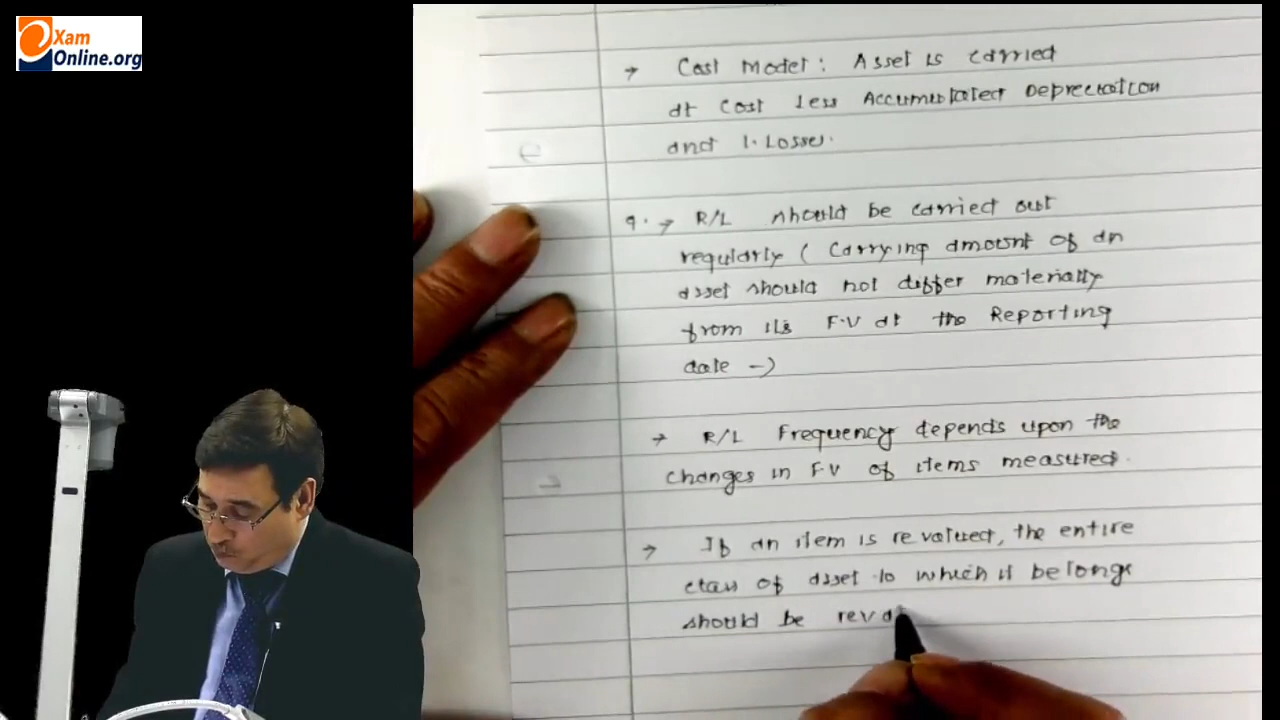 Xam
Online.org
→ Cost Model: Asset is carried
at cost less Accumulated Depreciation
and I. Losses.
9. → R/L should be carried out
regularly ( Carrying amount of an
asset should not differ materially
from its F.V at the Reporting
date -)
→ R/L Frequency depends upon the
changes in F.V of items measured.
→ If an item is revalued, the entire
class of asset to which it belongs
should be reva